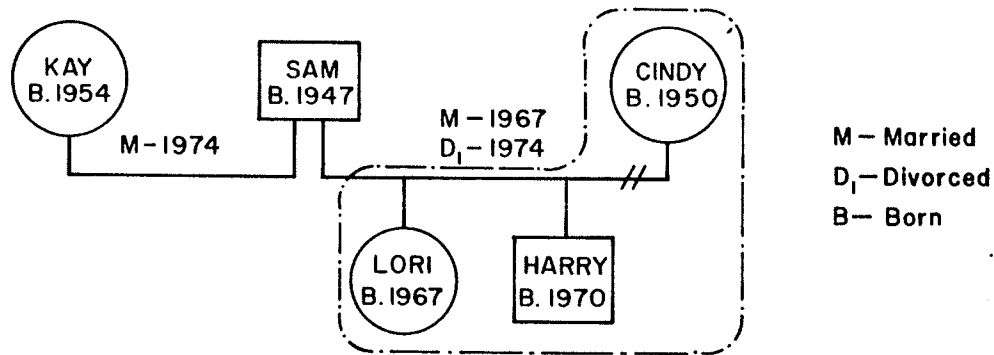 KAY
B. 1954
SAM
B. 1947
CINDY
B. 1950
M-1974
M-1967
D₁-1974
LORI
B. 1967
HARRY
B. 1970
M— Married
D₁— Divorced
B— Born